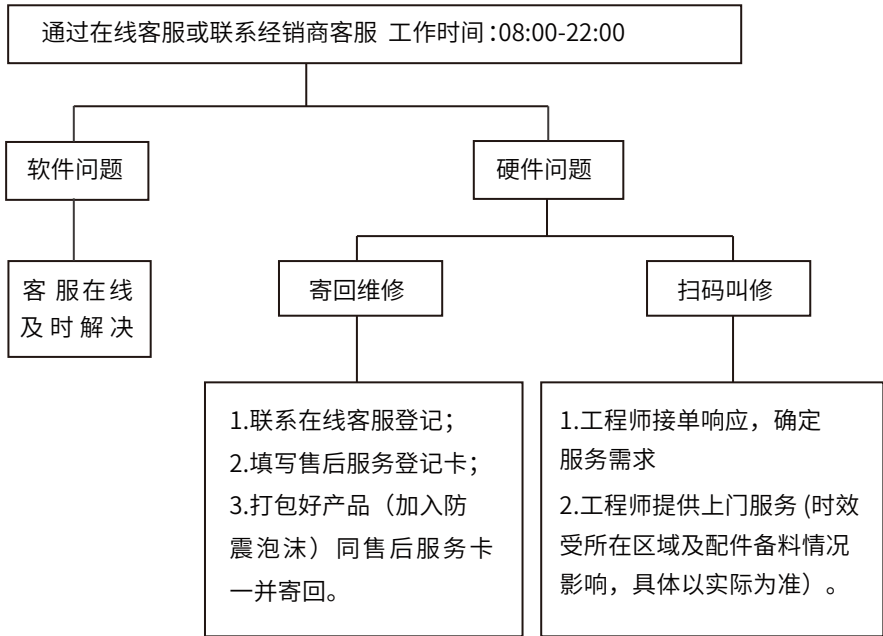 通过在线客服或联系经销商客服 工作时间:08:00-22:00
软件问题
硬件问题
客服在线
及时解决
寄回维修
扫码叫修
1.联系在线客服登记；
2.填写售后服务登记卡；
3.打包好产品（加入防
震泡沫）同售后服务卡
一并寄回。
1.工程师接单响应，确定
服务需求
2.工程师提供上门服务 (时效
受所在区域及配件备料情况
影响，具体以实际为准）。